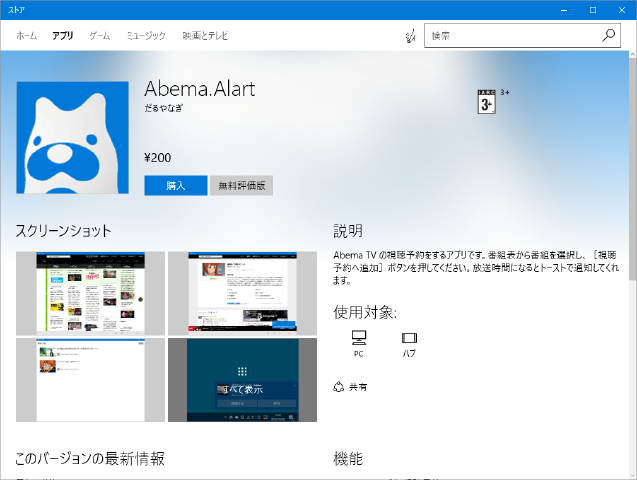 ストア
ホーム アプリ ゲーム ミュージック 映画とテレビ
検索
Abema.Alart
だるやなぎ
IARC
3+
3+
¥200
購入 無料評価版
スクリーンショット
すべて表示
説明
Abema TV の視聴予約をするアプリです。番組表から番組を選択し、［視聴
予約へ追加］ボタンを押してください。放送時間になるとトーストで通知してくれ
ます。
使用対象:
PC ハブ
共有
このバージョンの最新情報
機能